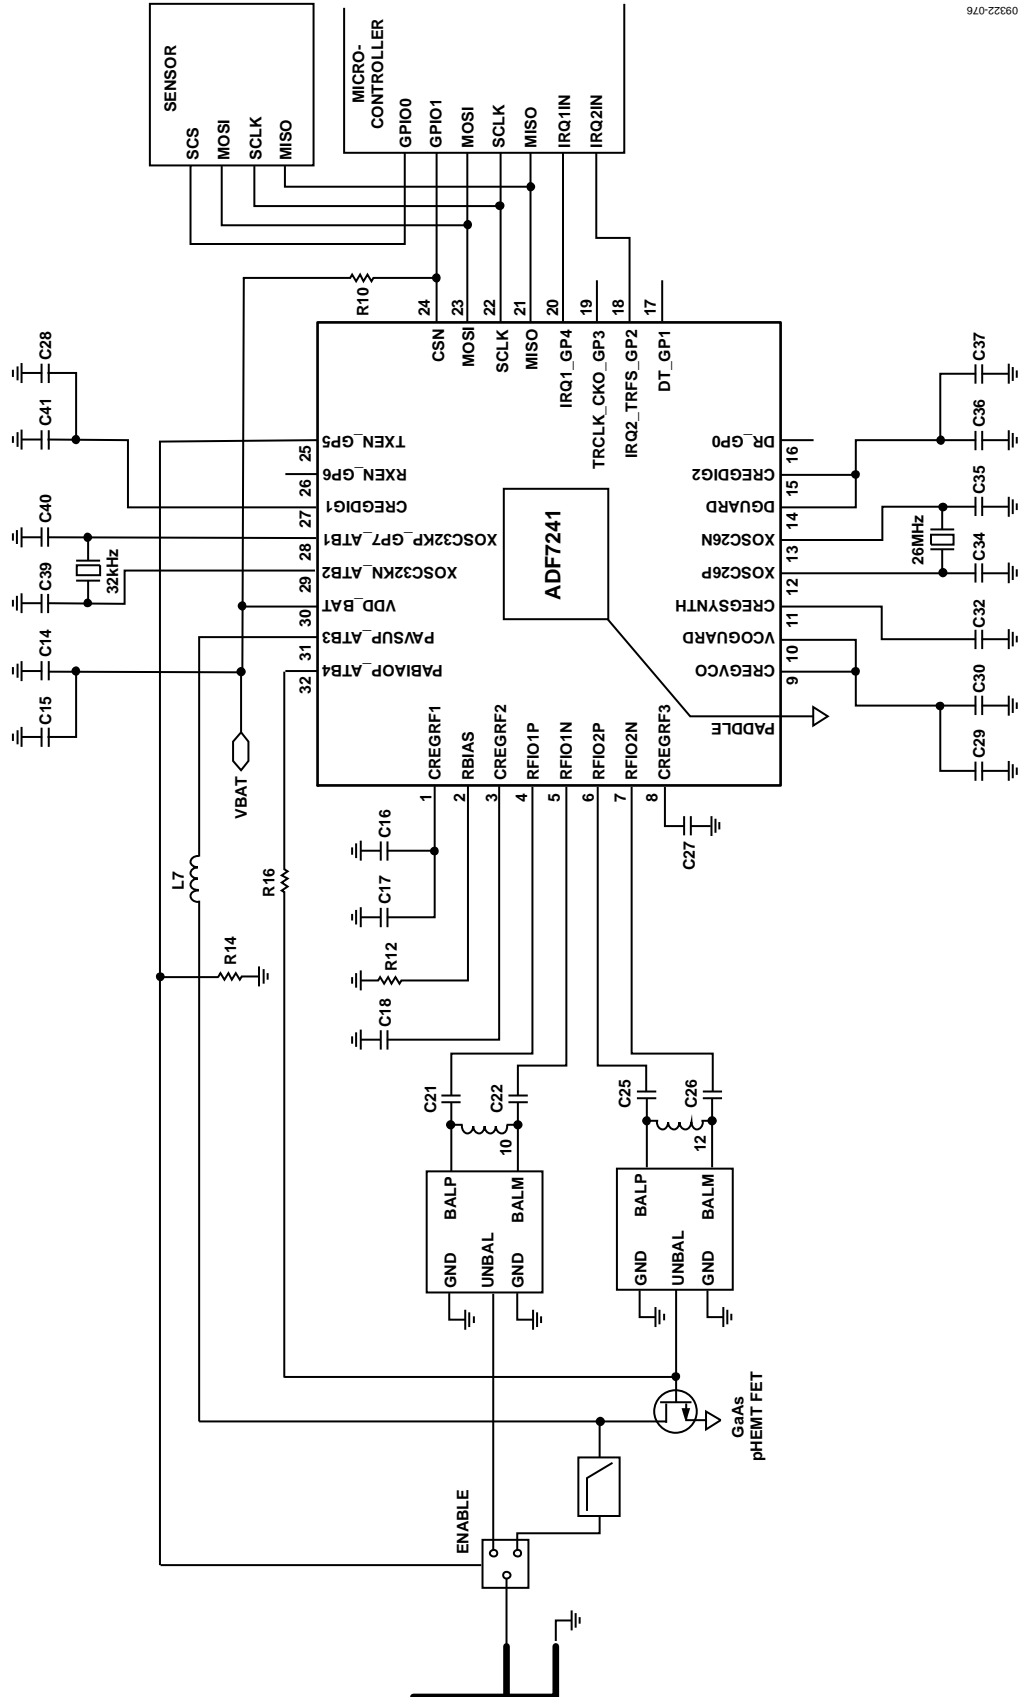 09322-076
SENSOR
SCS
MOSI
SCLK
MISO
MICRO-
CONTROLLER
GPIO0
GPIO1
MOSI
SCLK
MISO
IRQ1IN
IRQ2IN
R10
24
23
22
21
20
19
18
17
CSN
MOSI
SCLK
MISO
IRQ1_GP4
TRCLK_CKO_GP3
IRQ2_TRFS_GP2
DT_GP1
C28
C41
C40
32kHz
C39
C14
C15
VBAT
25
26
27
28
29
30
31
32
TXEN_GP5
RXEN_GP6
CREGDIG1
XOSC32KP_GP7_ATB1
XOSC32KN_ATB2
VDD_BAT
PAVSUP_ATB3
PABIAOP_ATB4
ADF7241
DR_GP0
CREGDIG2
DGUARD
XOSC26N
XOSC26P
CREGSYNTH
VCOGUARD
CREGVCO
PADDLE
16
15
14
13
12
11
10
9
C37
C36
C35
26MHz
C34
C32
C30
C29
CREGRF1
RBIAS
CREGRF2
RFIO1P
RFIO1N
RFIO2P
RFIO2N
CREGRF3
1
2
3
4
5
6
7
8
C16
C17
R12
C18
C27
L7
R16
R14
C21
C22
10
C25
C26
12
BALP
BALM
GND
UNBAL
GND
BALP
BALM
GND
UNBAL
GND
GaAs
pHEMT FET
ENABLE